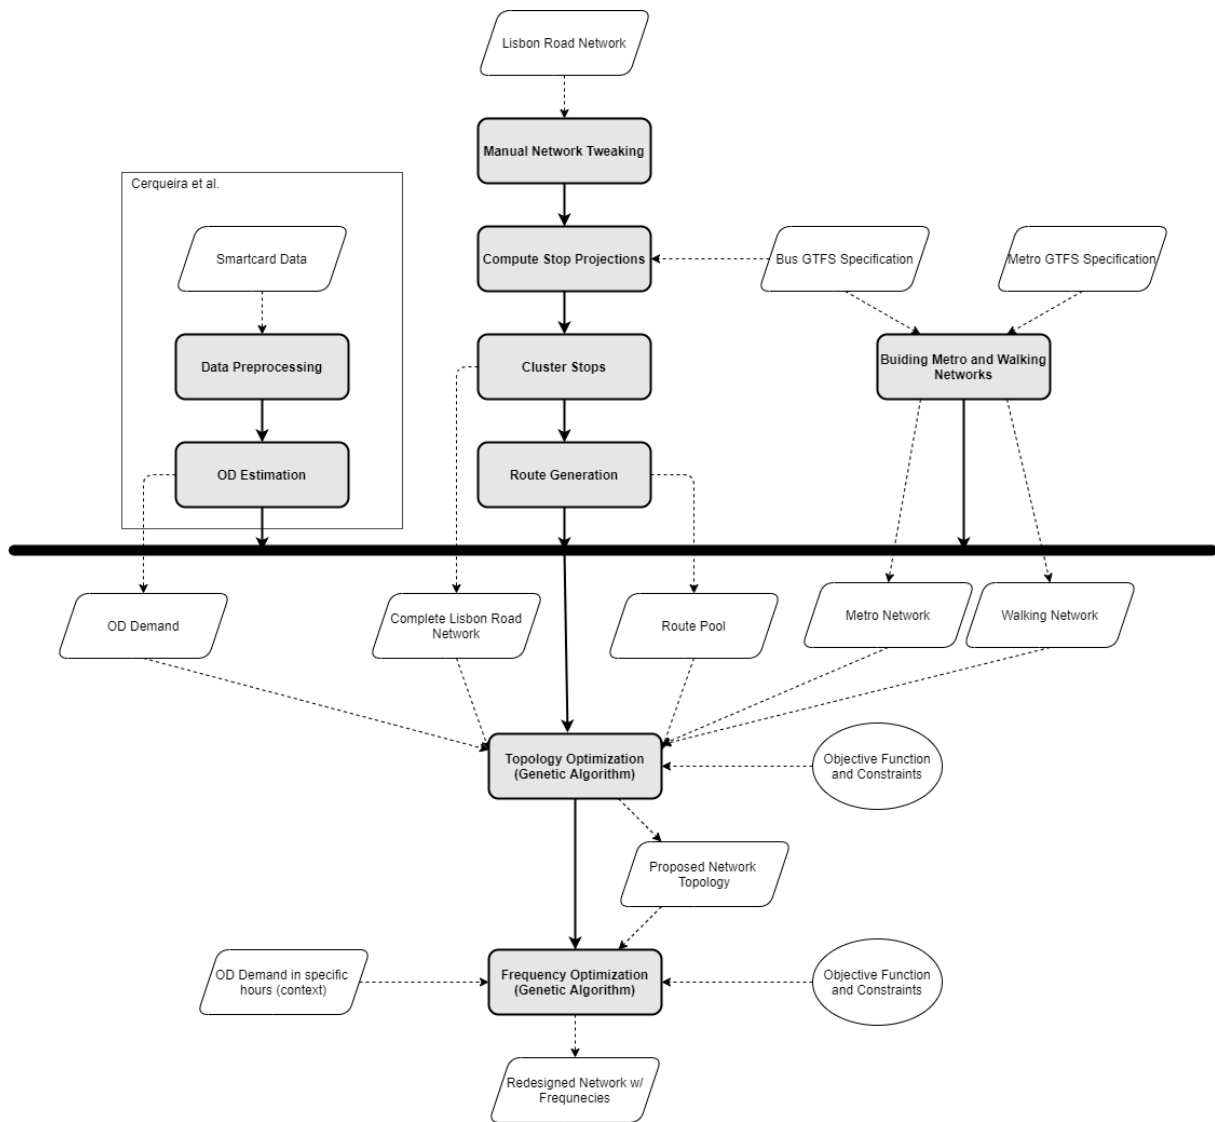 Lisbon Road Network
Manual Network Tweaking
Cerqueira et al.
Smartcard Data
Compute Stop Projections
Bus GTFS Specification
Metro GTFS Specification
Data Preprocessing
Cluster Stops
Buiding Metro and Walking
Networks
OD Estimation
Route Generation
OD Demand
Complete Lisbon Road
Network
Route Pool
Metro Network
Walking Network
Topology Optimization
(Genetic Algorithm)
Objective Function
and Constraints
Proposed Network
Topology
OD Demand in specific
hours (context)
Frequency Optimization
(Genetic Algorithm)
Objective Function
and Constraints
Redesigned Network w/
Frequnecies